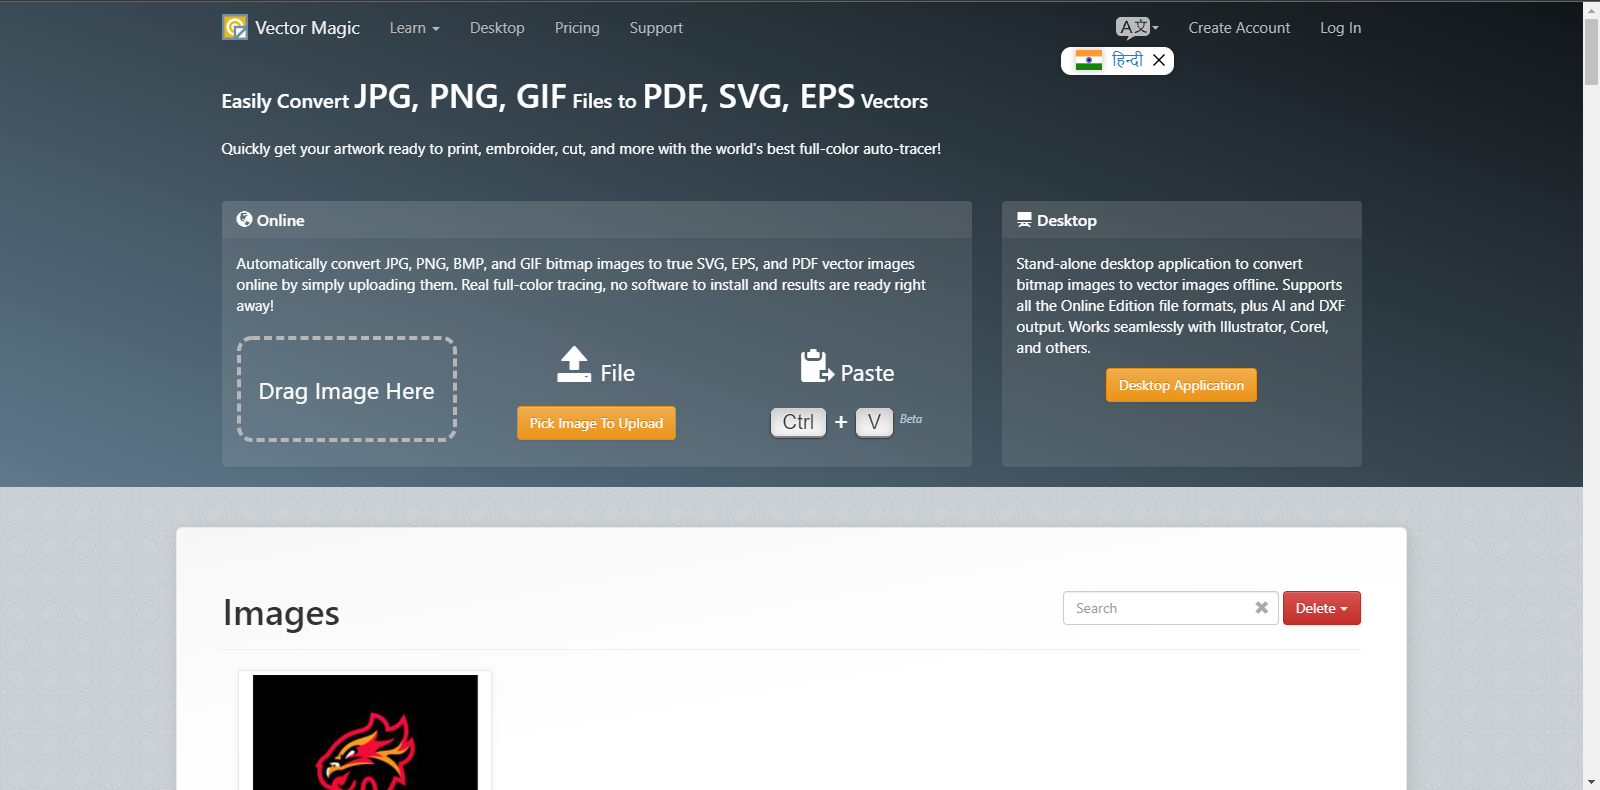 Vector Magic Learn Desktop Pricing Support A文 Create Account Log In
हिन्दी
Easily Convert JPG, PNG, GIF Files to PDF, SVG, EPS Vectors
Quickly get your artwork ready to print, embroider, cut, and more with the world's best full-color auto-tracer!
Online
Automatically convert JPG, PNG, BMP, and GIF bitmap images to true SVG, EPS, and PDF vector images
online by simply uploading them. Real full-color tracing, no software to install and results are ready right
away!
Drag Image Here
File
Pick Image To Upload
Paste
Ctrl + V Beta
Desktop
Stand-alone desktop application to convert
bitmap images to vector images offline. Supports
all the Online Edition file formats, plus AI and DXF
output. Works seamlessly with Illustrator, Corel,
and others.
Desktop Application
Images
Search
Delete